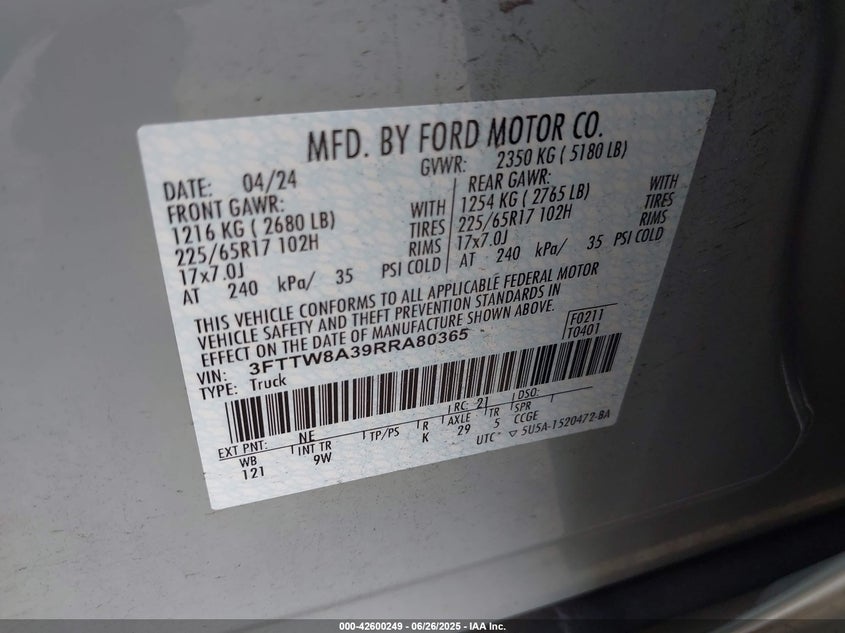 MFD. BY FORD MOTOR CO.
DATE: 04/24 GVWR: 2350 KG ( 5180 LB)
FRONT GAWR: REAR GAWR:
1216 KG ( 2680 LB) WITH 1254 KG ( 2765 LB) WITH
225/65R17 102H TIRES 225/65R17 102H TIRES
17x7.0J RIMS 17x7.0J RIMS
AT 240 kPa/ 35 PSI COLD AT 240 kPa/ 35 PSI COLD
THIS VEHICLE CONFORMS TO ALL APPLICABLE FEDERAL MOTOR
VEHICLE SAFETY AND THEFT PREVENTION STANDARDS IN
EFFECT ON THE DATE OF MANUFACTURE SHOWN ABOVE.
F0211
T0401
VIN: 3FTTW8A39RRA80365
TYPE: Truck
EXT PNT: NE RC: 21 DSO:
WB INT TR TP/PS R AXLE TR SPR
121 9W K 29 5 CCGE
UTC ▽ 5U5A-1520472-BA
000-42600249 - 06/26/2025 - IAA Inc.